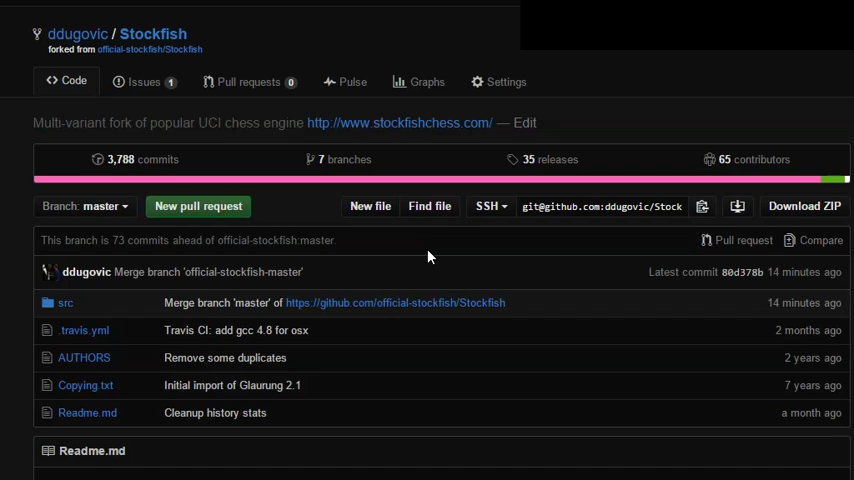 ddugovic / Stockfish
forked from official-stockfish/Stockfish
Code Issues 1 Pull requests 0 Pulse Graphs Settings
Multi-variant fork of popular UCI chess engine http://www.stockfishchess.com/ — Edit
3,788 commits 7 branches 35 releases 65 contributors
Branch: master New pull request New file Find file SSH git@github.com:ddugovic/Stock Download ZIP
This branch is 73 commits ahead of official-stockfish:master. Pull request Compare
ddugovic Merge branch 'official-stockfish-master' Latest commit 80d378b 14 minutes ago
src Merge branch 'master' of https://github.com/official-stockfish/Stockfish 14 minutes ago
.travis.yml Travis CI: add gcc 4.8 for osx 2 months ago
AUTHORS Remove some duplicates 2 years ago
Copying.txt Initial import of Glaurung 2.1 7 years ago
Readme.md Cleanup history stats a month ago
Readme.md